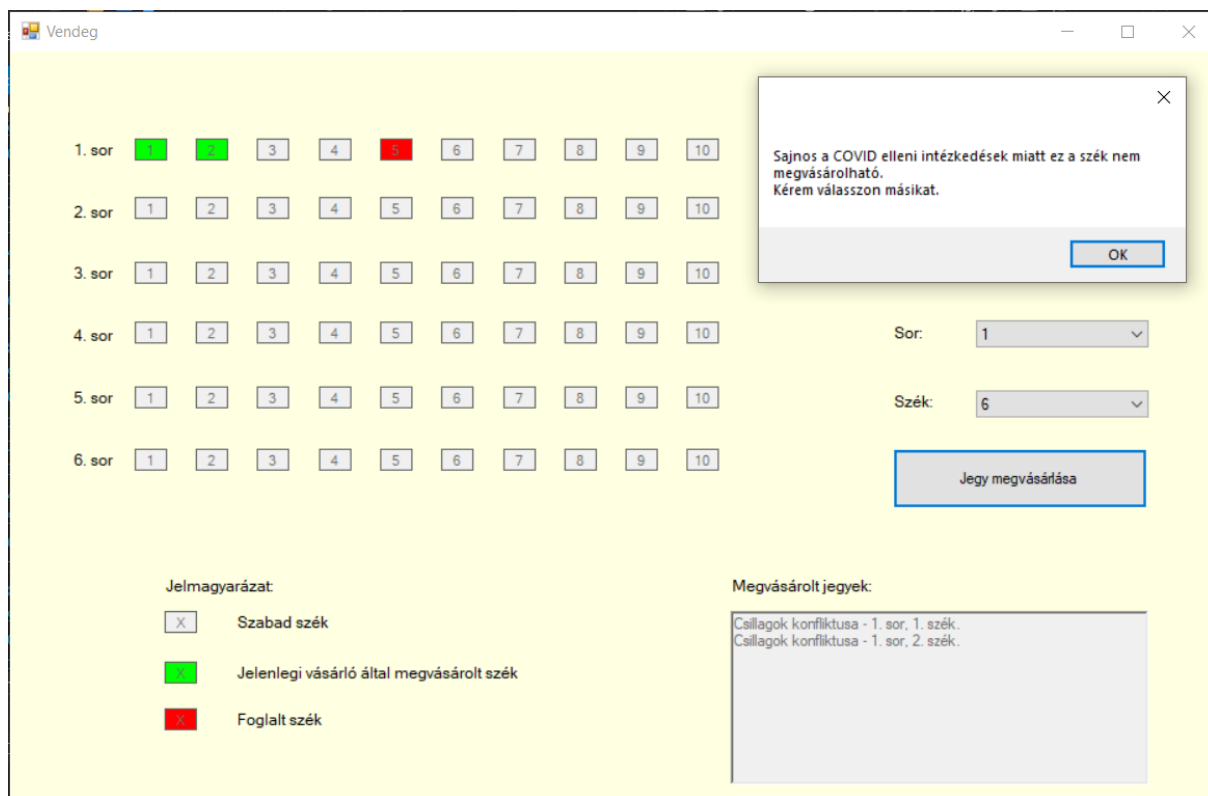 Vendeg
Sajnos a COVID elleni intézkedések miatt ez a szék nem
megvásárolható.
Kérem válasszon másikat.
OK
1. sor 1 2 3 4 5 6 7 8 9 10
2. sor 1 2 3 4 5 6 7 8 9 10
3. sor 1 2 3 4 5 6 7 8 9 10
4. sor 1 2 3 4 5 6 7 8 9 10
5. sor 1 2 3 4 5 6 7 8 9 10
6. sor 1 2 3 4 5 6 7 8 9 10
Sor: 1
Szék: 6
Jegy megvásárlása
Jelmagyarázat:
X Szabad szék
X Jelenlegi vásárló által megvásárolt szék
X Foglalt szék
Megvásárolt jegyek:
Csillagok konfliktusa - 1. sor, 1. szék.
Csillagok konfliktusa - 1. sor, 2. szék.